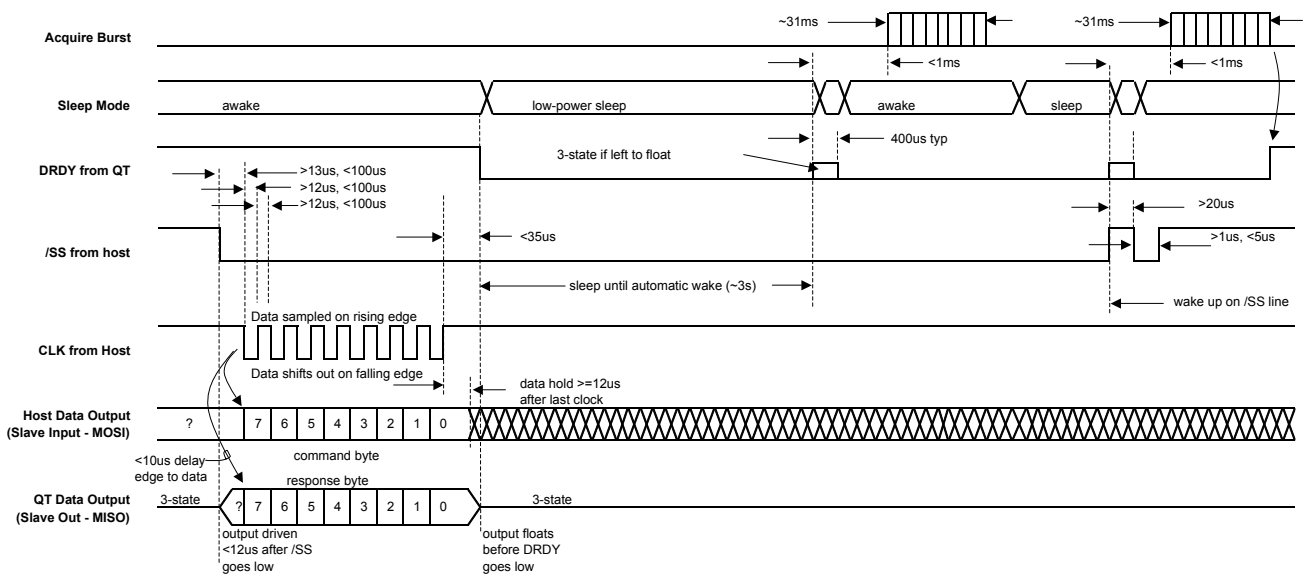 ~31ms
~31ms
Acquire Burst
<1ms
<1ms
Sleep Mode
awake
low-power sleep
awake
sleep
400us typ
3-state if left to float
DRDY from QT
>13us, <100us
>12us, <100us
>12us, <100us
>20us
<35us
>1us, <5us
/SS from host
sleep until automatic wake (~3s)
wake up on /SS line
Data sampled on rising edge
CLK from Host
Data shifts out on falling edge
data hold >=12us
after last clock
Host Data Output
(Slave Input - MOSI)
? 7 6 5 4 3 2 1 0
command byte
<10us delay
edge to data
response byte
QT Data Output
(Slave Out - MISO)
3-state
? 7 6 5 4 3 2 1 0
3-state
output driven
<12us after /SS
goes low
output floats
before DRDY
goes low